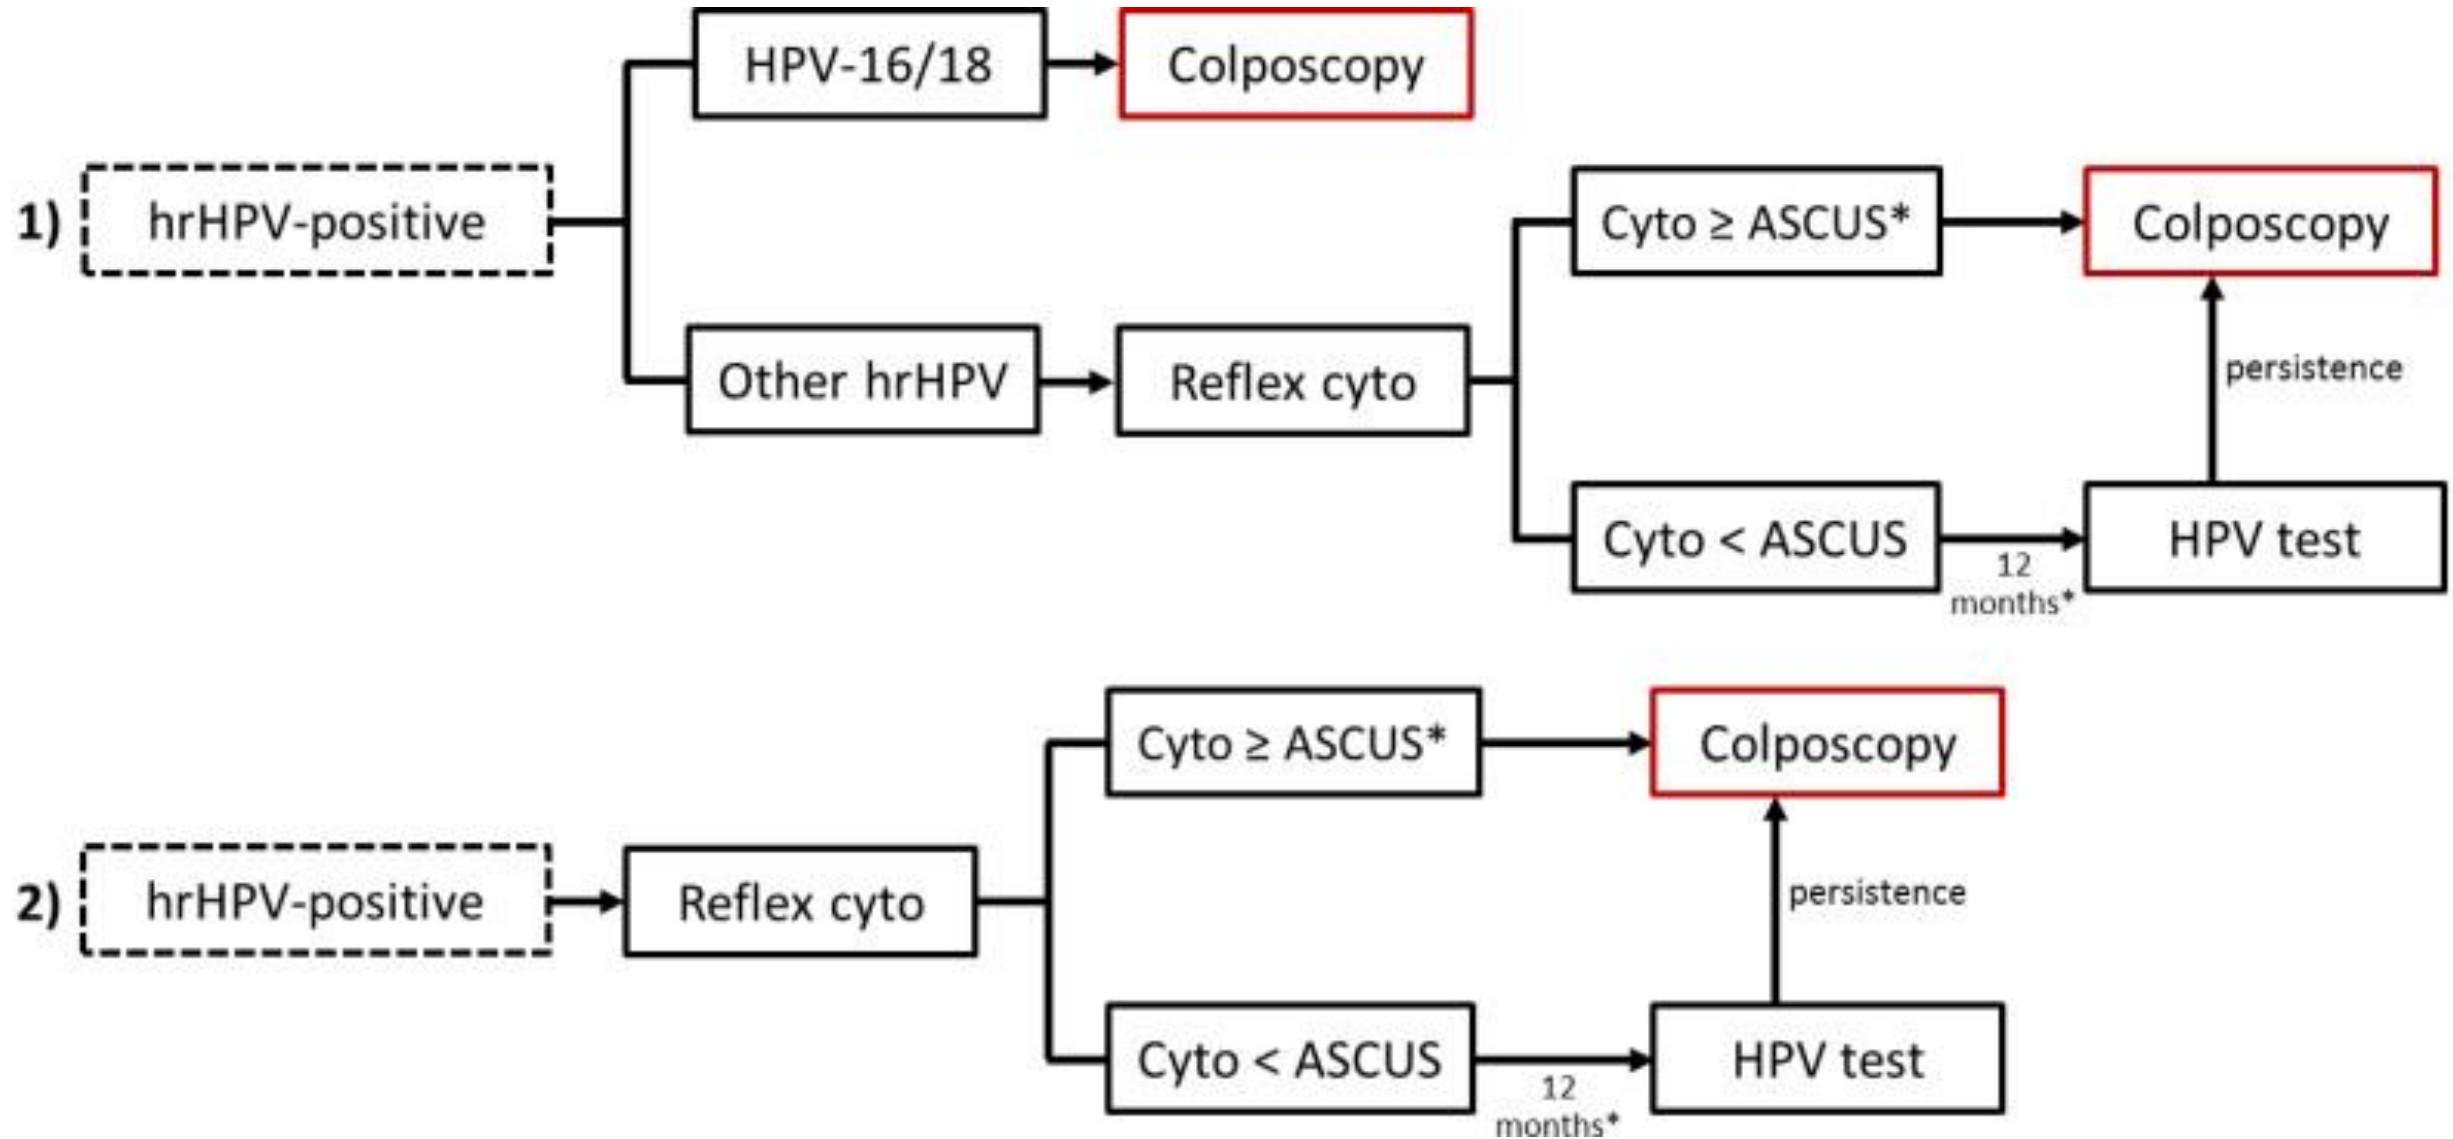 HPV-16/18
Colposcopy
1)
hrHPV-positive
Cyto ≥ ASCUS*
Colposcopy
Other hrHPV
Reflex cyto
persistence
Cyto < ASCUS
12
months*
HPV test
Cyto ≥ ASCUS*
Colposcopy
2)
hrHPV-positive
Reflex cyto
persistence
Cyto < ASCUS
12
months*
HPV test